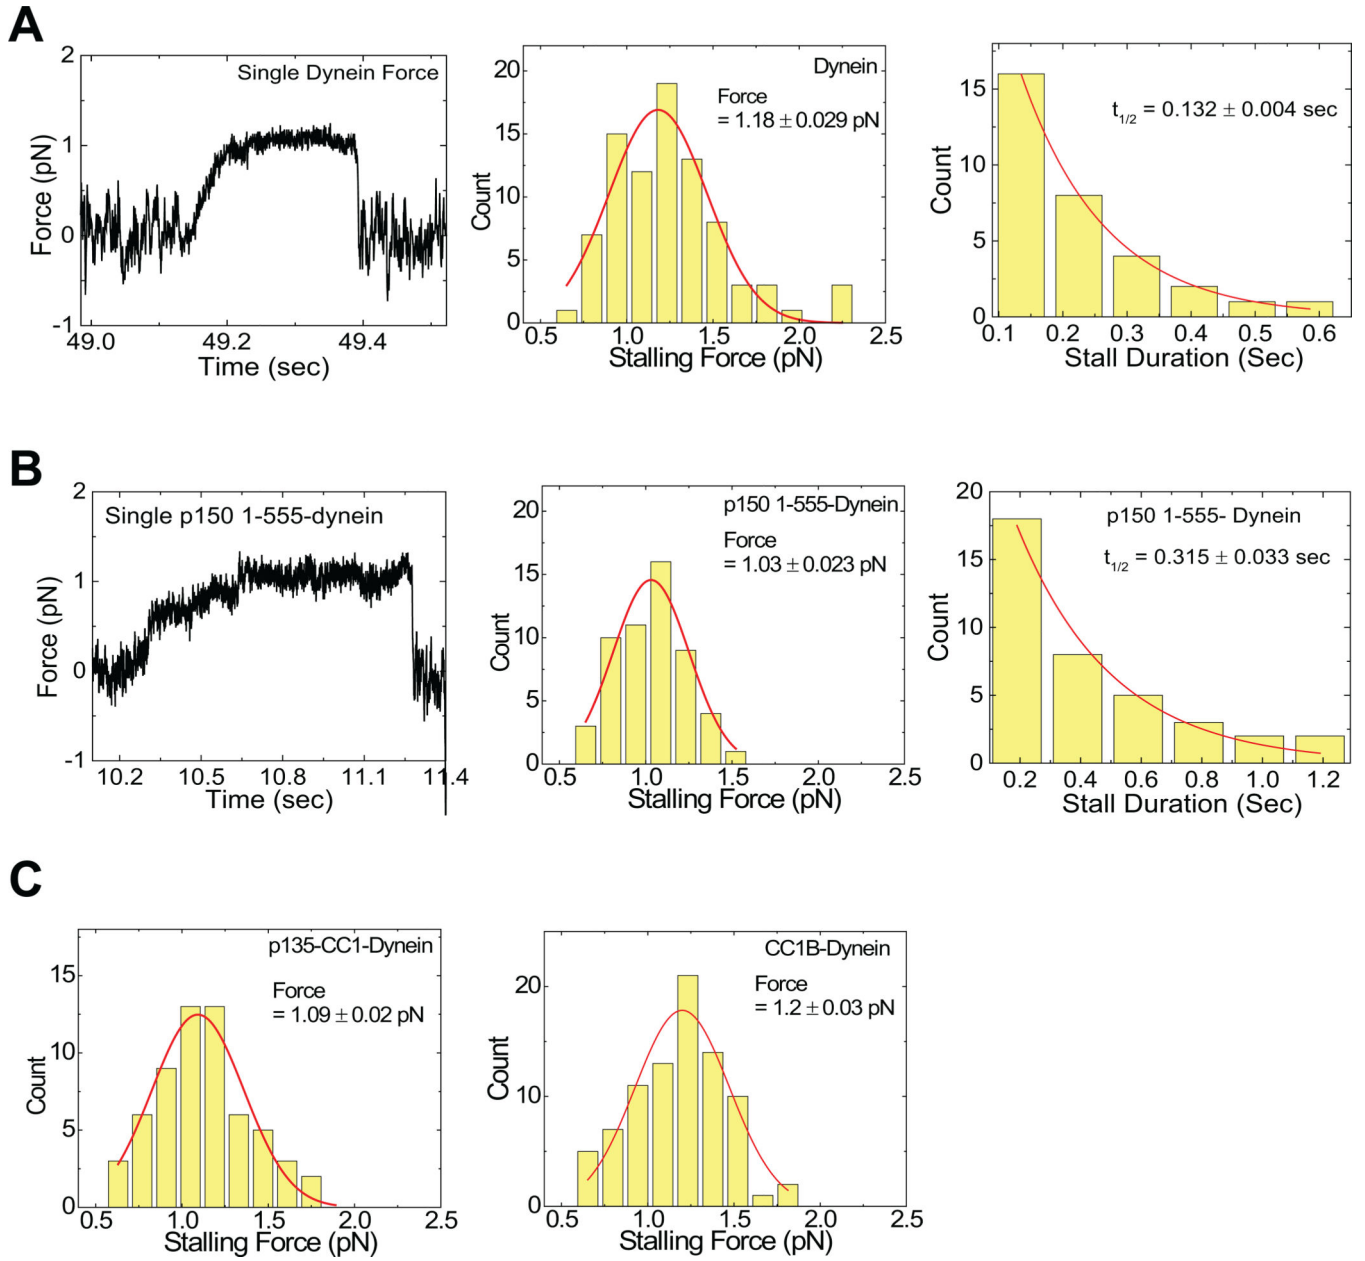 A
Single Dynein Force
Force (pN)
2
1
0
-1
49.0 49.2 49.4
Time (sec)
Dynein
Force
= 1.18 ± 0.029 pN
Count
20
15
10
5
0
0.5 1.0 1.5 2.0 2.5
Stalling Force (pN)
t1/2 = 0.132 ± 0.004 sec
Count
15
10
5
0
0.1 0.2 0.3 0.4 0.5 0.6
Stall Duration (Sec)
B
Single p150 1-555-dynein
Force (pN)
2
1
0
-1
10.2 10.5 10.8 11.1 11.4
Time (sec)
p150 1-555-Dynein
Force
= 1.03 ± 0.023 pN
Count
20
15
10
5
0
0.5 1.0 1.5 2.0 2.5
Stalling Force (pN)
p150 1-555- Dynein
t1/2 = 0.315 ± 0.033 sec
Count
20
15
10
5
0
0.2 0.4 0.6 0.8 1.0 1.2
Stall Duration (Sec)
C
p135-CC1-Dynein
Force
= 1.09 ± 0.02 pN
Count
15
10
5
0
0.5 1.0 1.5 2.0 2.5
Stalling Force (pN)
CC1B-Dynein
Force
= 1.2 ± 0.03 pN
Count
20
10
0
0.5 1.0 1.5 2.0 2.5
Stalling Force (pN)